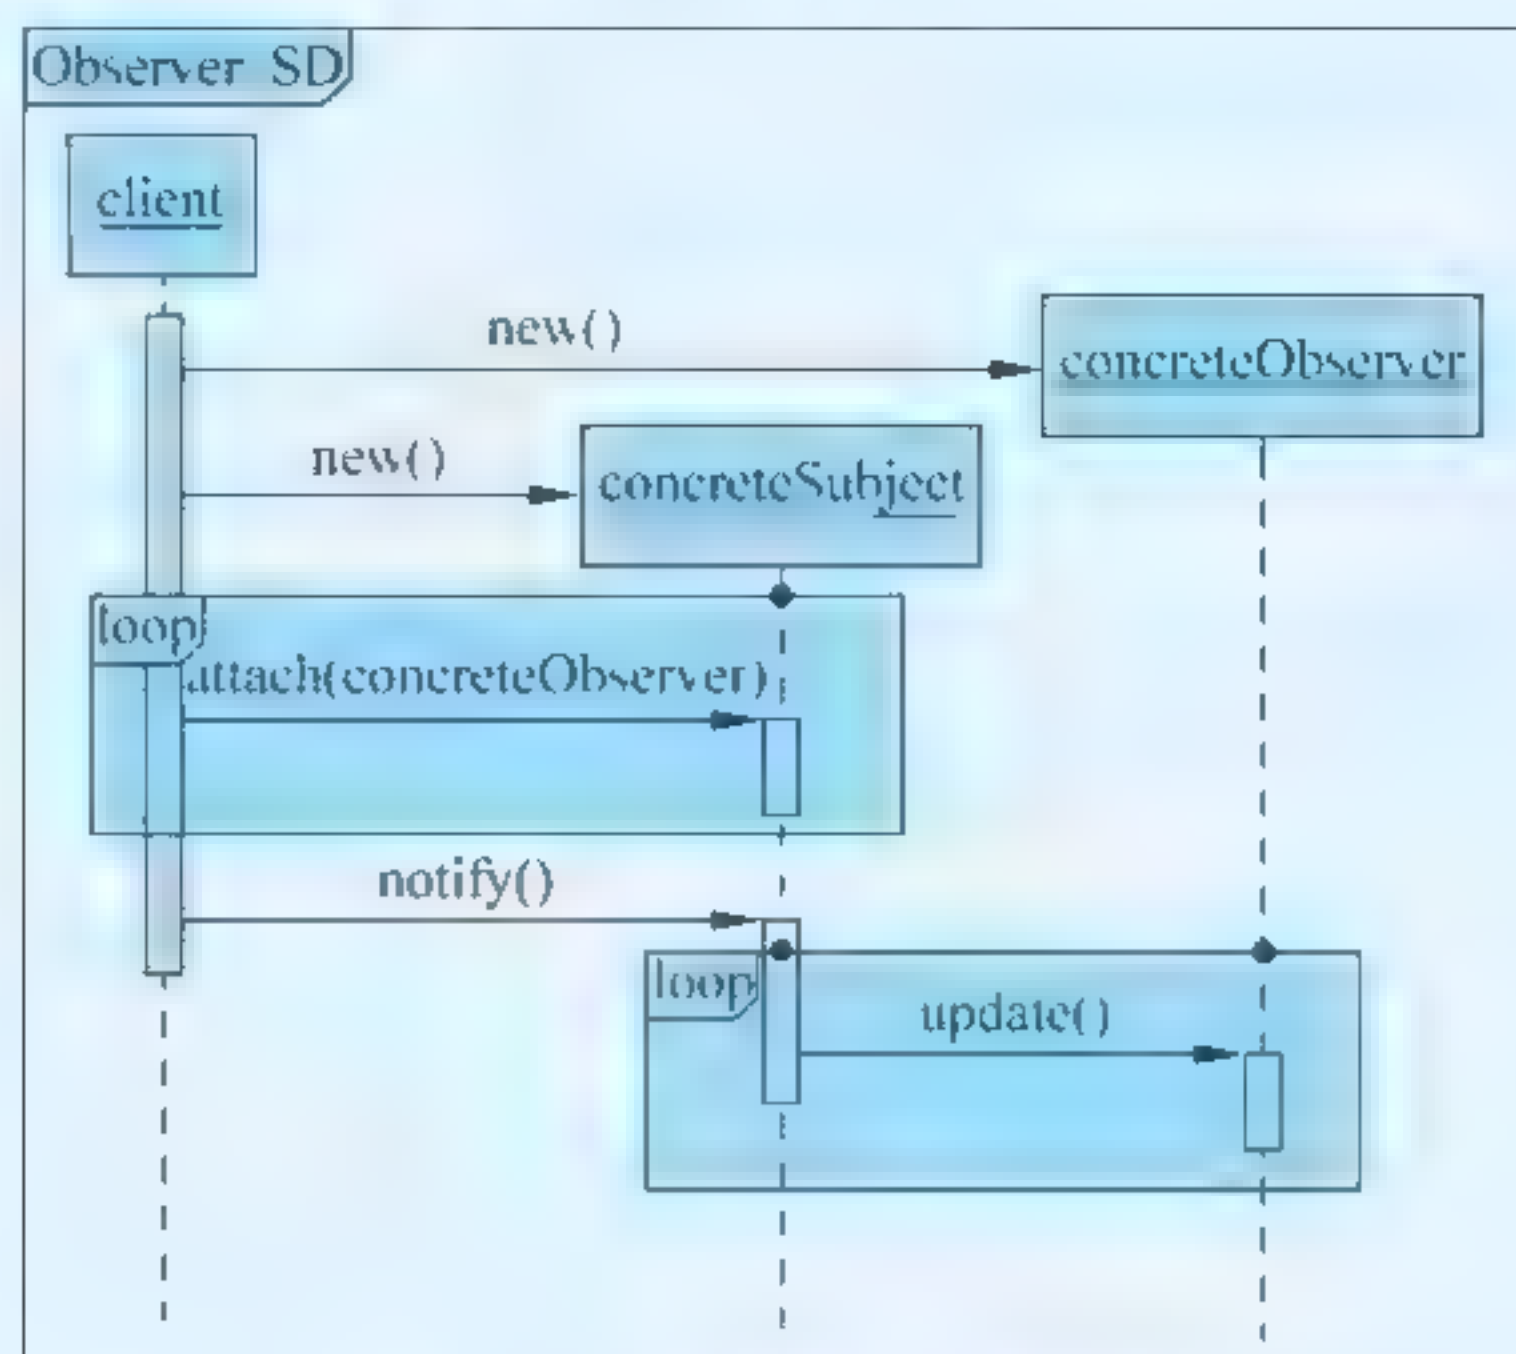 Observer SD
client
new()
concreteObserver
new()
concreteSubject
loop
attach(concreteObserver)
notify()
loop
update()